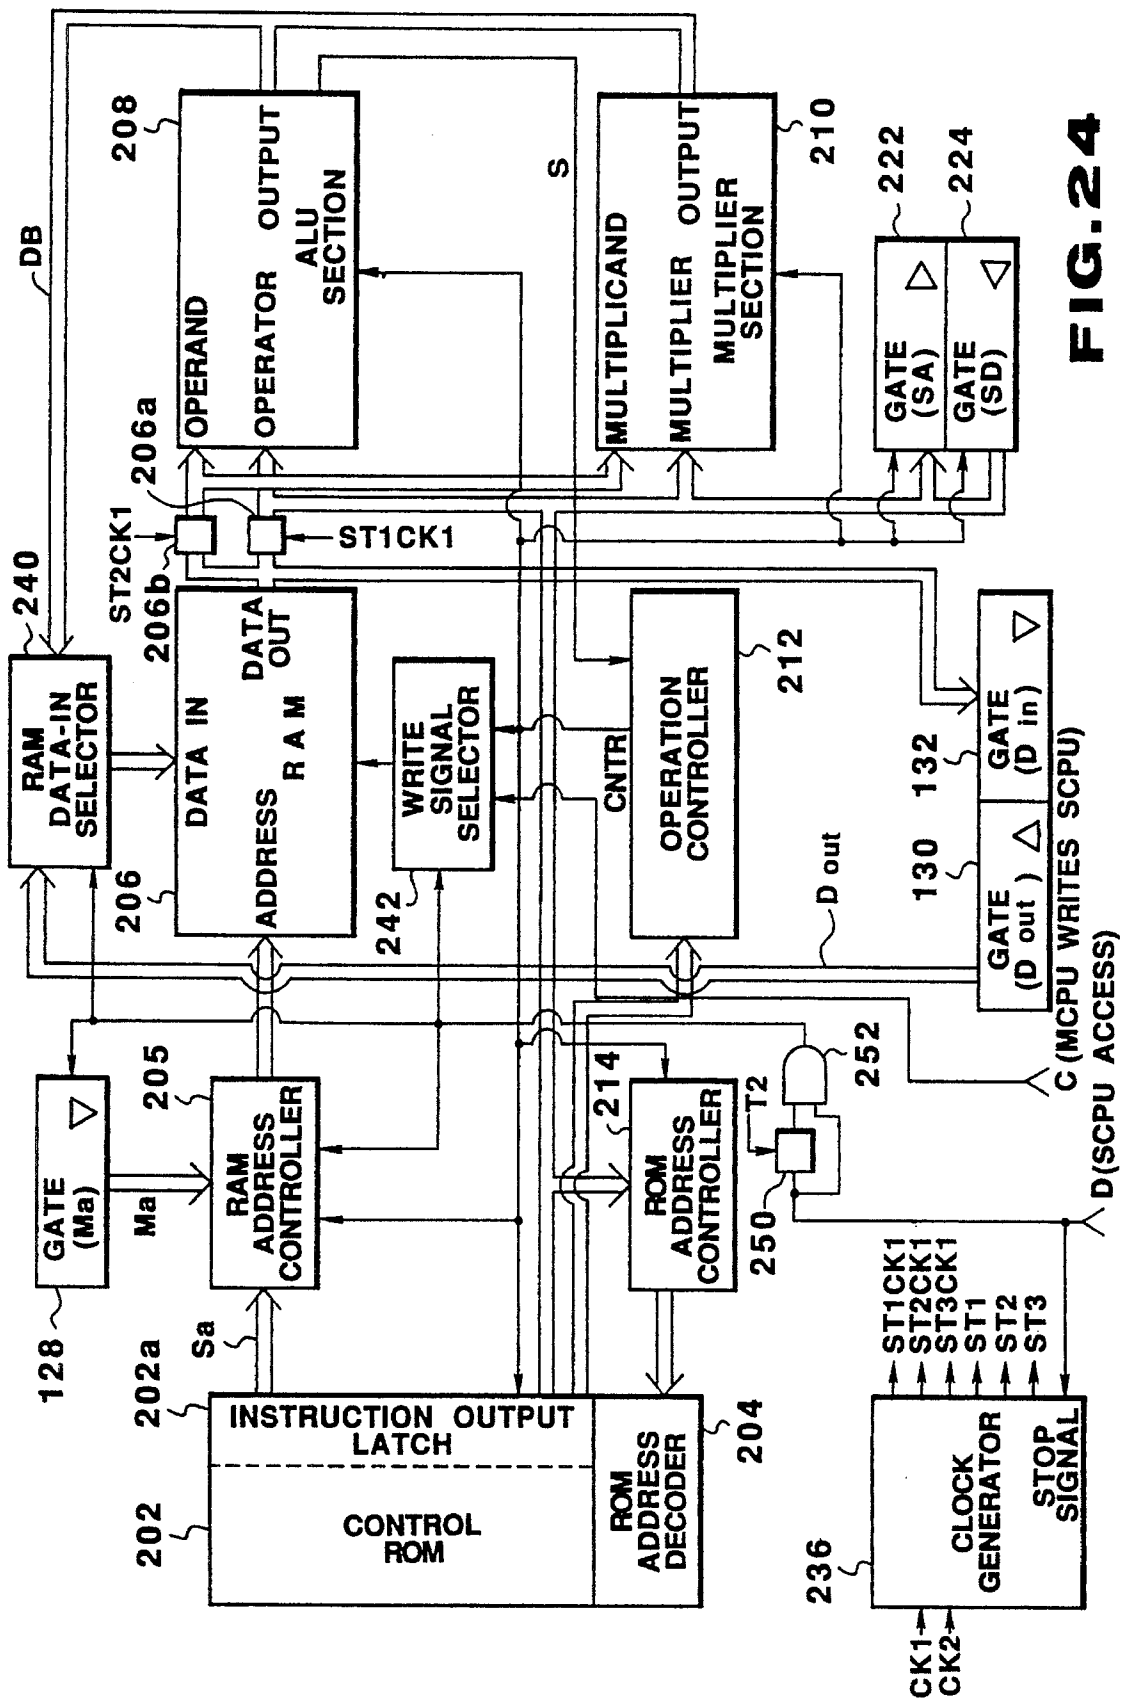 DB
240
RAM
DATA-IN
SELECTOR
128
GATE
(Ma)
Ma
205
RAM
ADDRESS
CONTROLLER
Sa
202
202a
INSTRUCTION OUTPUT
LATCH
CONTROL
ROM
204
ROM
ADDRESS
DECODER
206
DATA IN
ADDRESS
RAM
DATA
OUT
ST2CK1
206b
206a
ST1CK1
208
OPERAND
OPERATOR OUTPUT
ALU
SECTION
S
MULTIPLICAND
MULTIPLIER OUTPUT
MULTIPLIER
SECTION
210
242
WRITE
SIGNAL
SELECTOR
CNTR
OPERATION
CONTROLLER
212
214
ROM
ADDRESS
CONTROLLER
T2
250
252
D out
130
GATE
(D out)
132
GATE
(D in)
GATE
(SA)
222
GATE
(SD)
224
236
CLOCK
GENERATOR
STOP
SIGNAL
CK1
CK2
ST1CK1
ST2CK1
ST3CK1
ST1
ST2
ST3
C (MCPU WRITES SCPU)
D (SCPU ACCESS)
FIG.24